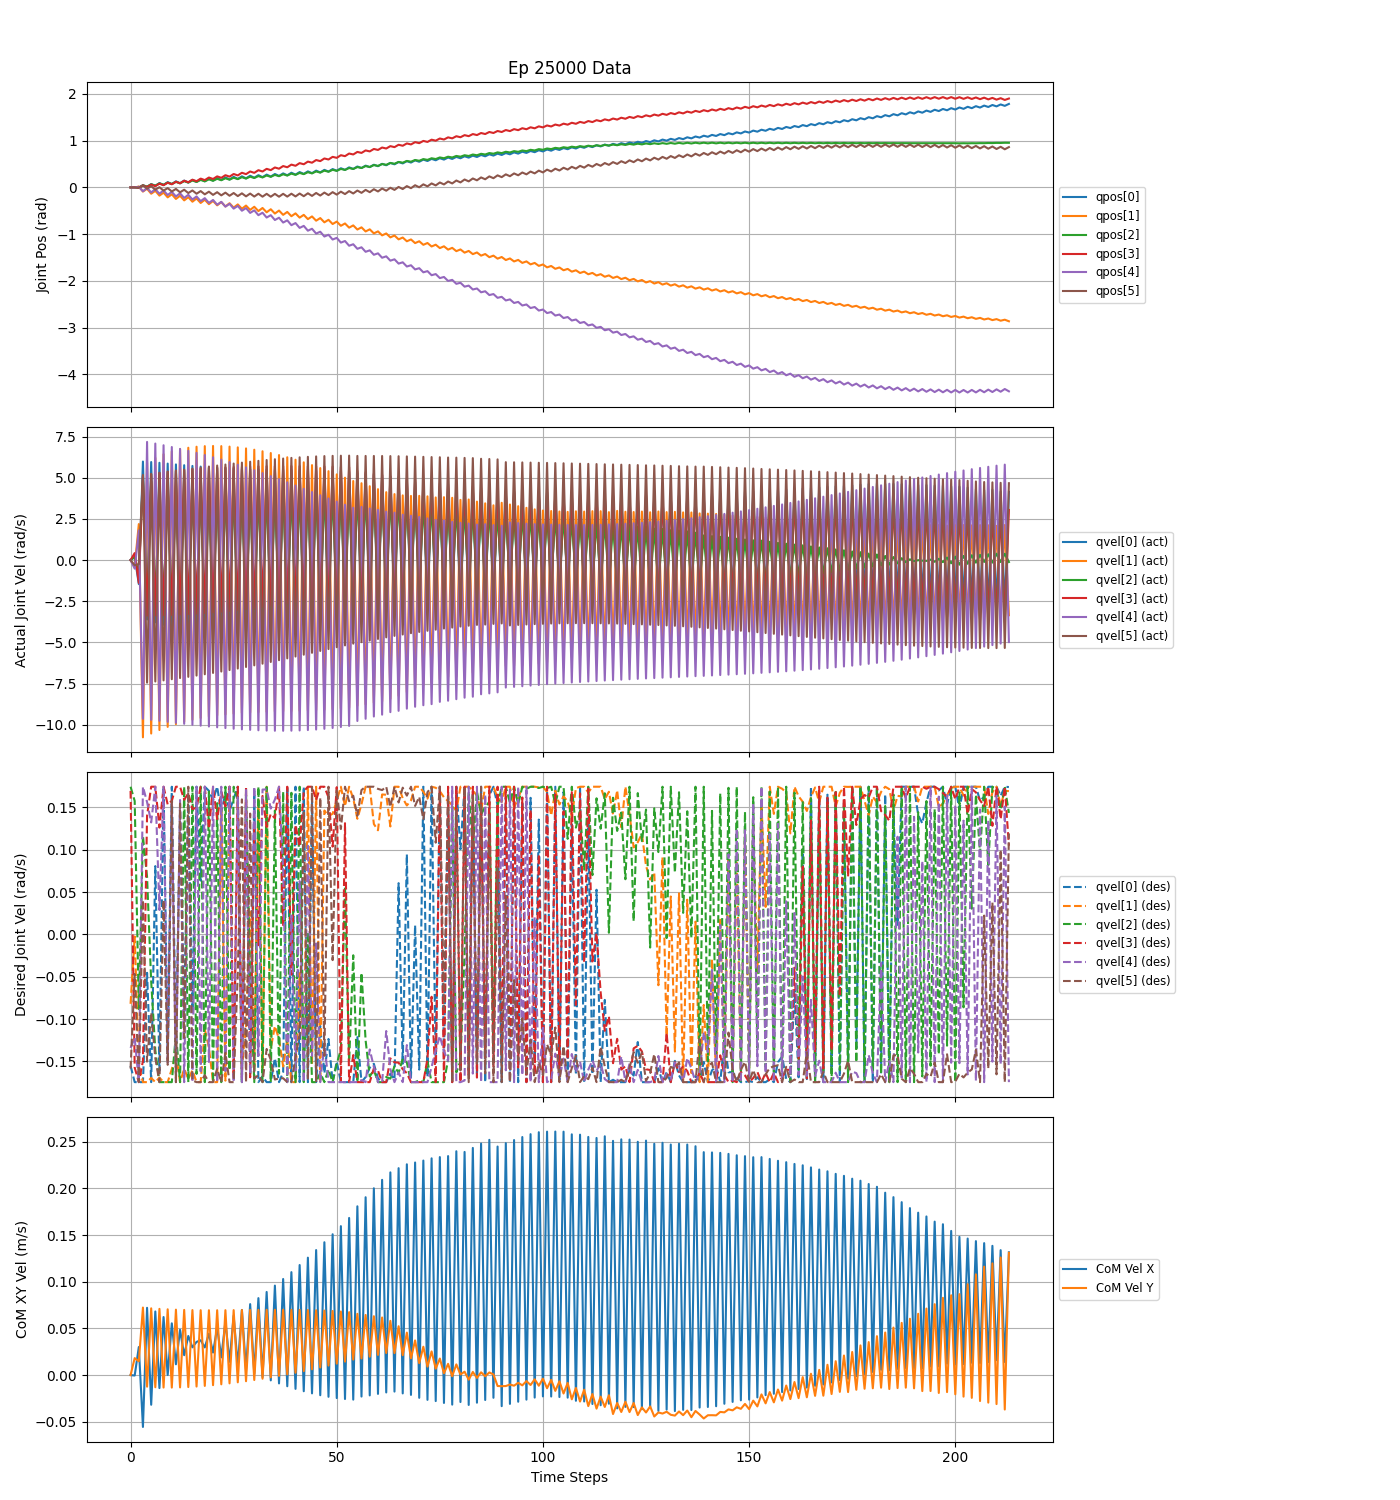 Ep 25000 Data
Joint Pos (rad)
2
1
0
−1
−2
−3
−4
qpos[0]
qpos[1]
qpos[2]
qpos[3]
qpos[4]
qpos[5]
Actual Joint Vel (rad/s)
7.5
5.0
2.5
0.0
−2.5
−5.0
−7.5
−10.0
qvel[0] (act)
qvel[1] (act)
qvel[2] (act)
qvel[3] (act)
qvel[4] (act)
qvel[5] (act)
Desired Joint Vel (rad/s)
0.15
0.10
0.05
0.00
−0.05
−0.10
−0.15
qvel[0] (des)
qvel[1] (des)
qvel[2] (des)
qvel[3] (des)
qvel[4] (des)
qvel[5] (des)
CoM XY Vel (m/s)
0.25
0.20
0.15
0.10
0.05
0.00
−0.05
CoM Vel X
CoM Vel Y
0 50 100 150 200
Time Steps